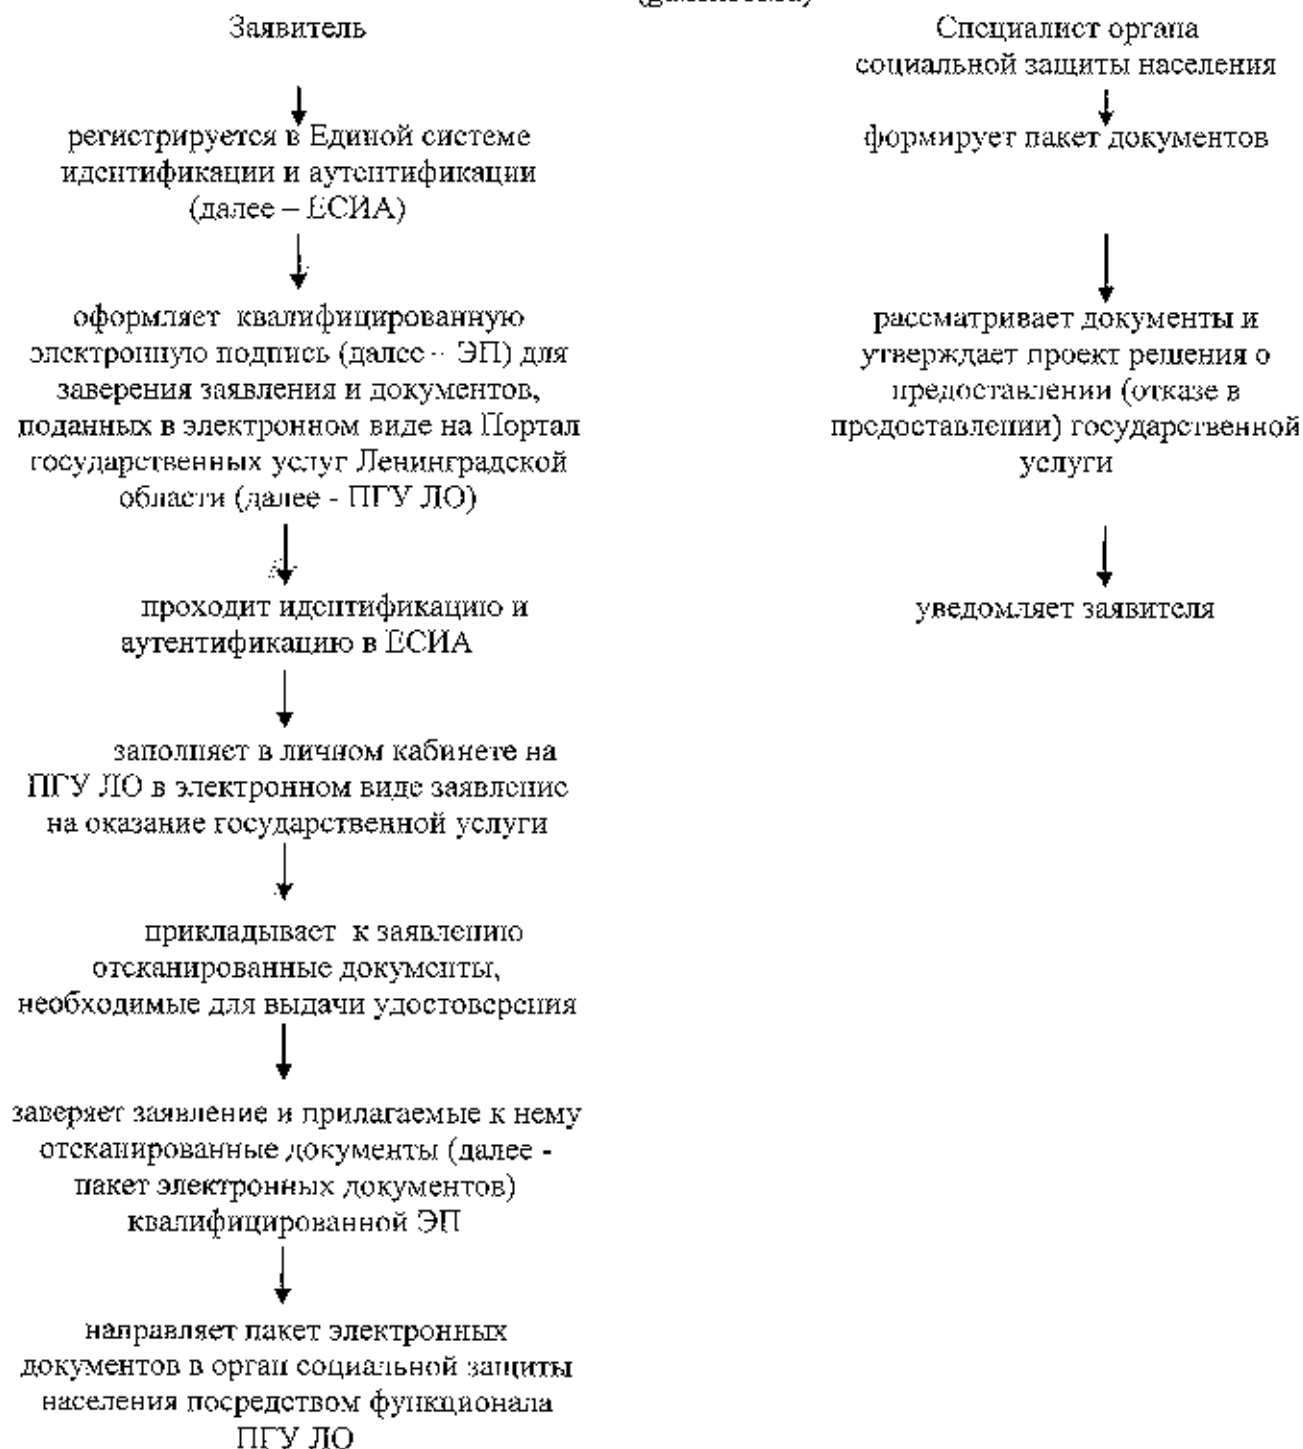 Заявитель
регистрируется в Единой системе
идентификации и аутентификации
(далее – ЕСИА)
оформляет квалифицированную
электронную подпись (далее - ЭП) для
заверения заявления и документов,
поданных в электронном виде на Портал
государственных услуг Ленинградской
области (далее - ПГУ ЛО)
проходит идентификацию и
аутентификацию в ЕСИА
заполняет в личном кабинете на
ПГУ ЛО в электронном виде заявление
на оказание государственной услуги
прикладывает к заявлению
отсканированные документы,
необходимые для выдачи удостоверения
заверяет заявление и прилагаемые к нему
отсканированные документы (далее -
пакет электронных документов)
квалифицированной ЭП
направляет пакет электронных
документов в орган социальной защиты
населения посредством функционала
ПГУ ЛО
Специалист органа
социальной защиты населения
формирует пакет документов
рассматривает документы и
утверждает проект решения о
предоставлении (отказе в
предоставлении) государственной
услуги
уведомляет заявителя